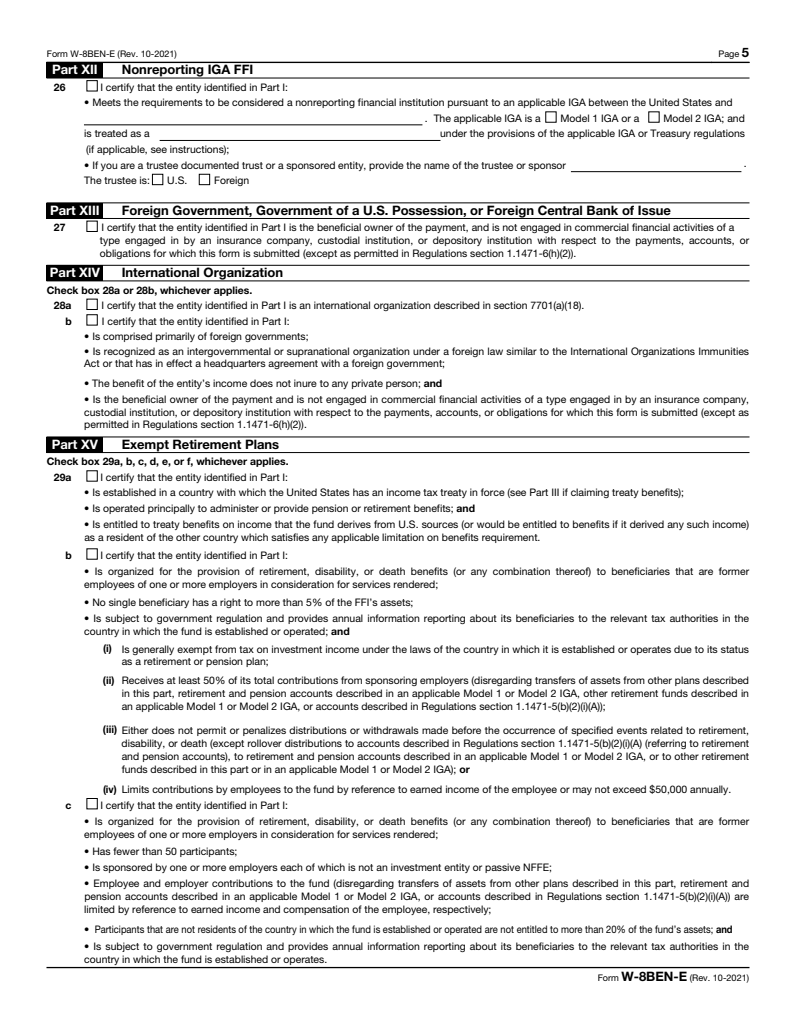 Form W-8BEN-E (Rev. 10-2021) Page 5
Part XII Nonreporting IGA FFI
26 I certify that the entity identified in Part I:
• Meets the requirements to be considered a nonreporting financial institution pursuant to an applicable IGA between the United States and
. The applicable IGA is a Model 1 IGA or a Model 2 IGA; and
is treated as a under the provisions of the applicable IGA or Treasury regulations
(if applicable, see instructions);
• If you are a trustee documented trust or a sponsored entity, provide the name of the trustee or sponsor .
The trustee is: U.S. Foreign
Part XIII Foreign Government, Government of a U.S. Possession, or Foreign Central Bank of Issue
27 I certify that the entity identified in Part I is the beneficial owner of the payment, and is not engaged in commercial financial activities of a
type engaged in by an insurance company, custodial institution, or depository institution with respect to the payments, accounts, or
obligations for which this form is submitted (except as permitted in Regulations section 1.1471-6(h)(2)).
Part XIV International Organization
Check box 28a or 28b, whichever applies.
28a I certify that the entity identified in Part I is an international organization described in section 7701(a)(18).
b I certify that the entity identified in Part I:
• Is comprised primarily of foreign governments;
• Is recognized as an intergovernmental or supranational organization under a foreign law similar to the International Organizations Immunities
Act or that has in effect a headquarters agreement with a foreign government;
• The benefit of the entity's income does not inure to any private person; and
• Is the beneficial owner of the payment and is not engaged in commercial financial activities of a type engaged in by an insurance company,
custodial institution, or depository institution with respect to the payments, accounts, or obligations for which this form is submitted (except as
permitted in Regulations section 1.1471-6(h)(2)).
Part XV Exempt Retirement Plans
Check box 29a, b, c, d, e, or f, whichever applies.
29a I certify that the entity identified in Part I:
• Is established in a country with which the United States has an income tax treaty in force (see Part III if claiming treaty benefits);
• Is operated principally to administer or provide pension or retirement benefits; and
• Is entitled to treaty benefits on income that the fund derives from U.S. sources (or would be entitled to benefits if it derived any such income)
as a resident of the other country which satisfies any applicable limitation on benefits requirement.
b I certify that the entity identified in Part I:
• Is organized for the provision of retirement, disability, or death benefits (or any combination thereof) to beneficiaries that are former
employees of one or more employers in consideration for services rendered;
• No single beneficiary has a right to more than 5% of the FFI's assets;
• Is subject to government regulation and provides annual information reporting about its beneficiaries to the relevant tax authorities in the
country in which the fund is established or operated; and
(i) Is generally exempt from tax on investment income under the laws of the country in which it is established or operates due to its status
as a retirement or pension plan;
(ii) Receives at least 50% of its total contributions from sponsoring employers (disregarding transfers of assets from other plans described
in this part, retirement and pension accounts described in an applicable Model 1 or Model 2 IGA, other retirement funds described in
an applicable Model 1 or Model 2 IGA, or accounts described in Regulations section 1.1471-5(b)(2)(i)(A));
(iii) Either does not permit or penalizes distributions or withdrawals made before the occurrence of specified events related to retirement,
disability, or death (except rollover distributions to accounts described in Regulations section 1.1471-5(b)(2)(i)(A) (referring to retirement
and pension accounts), to retirement and pension accounts described in an applicable Model 1 or Model 2 IGA, or to other retirement
funds described in this part or in an applicable Model 1 or Model 2 IGA); or
(iv) Limits contributions by employees to the fund by reference to earned income of the employee or may not exceed $50,000 annually.
c I certify that the entity identified in Part I:
• Is organized for the provision of retirement, disability, or death benefits (or any combination thereof) to beneficiaries that are former
employees of one or more employers in consideration for services rendered;
• Has fewer than 50 participants;
• Is sponsored by one or more employers each of which is not an investment entity or passive NFFE;
• Employee and employer contributions to the fund (disregarding transfers of assets from other plans described in this part, retirement and
pension accounts described in an applicable Model 1 or Model 2 IGA, or accounts described in Regulations section 1.1471-5(b)(2)(i)(A)) are
limited by reference to earned income and compensation of the employee, respectively;
• Participants that are not residents of the country in which the fund is established or operated are not entitled to more than 20% of the fund's assets; and
• Is subject to government regulation and provides annual information reporting about its beneficiaries to the relevant tax authorities in the
country in which the fund is established or operates.
Form W-8BEN-E (Rev. 10-2021)